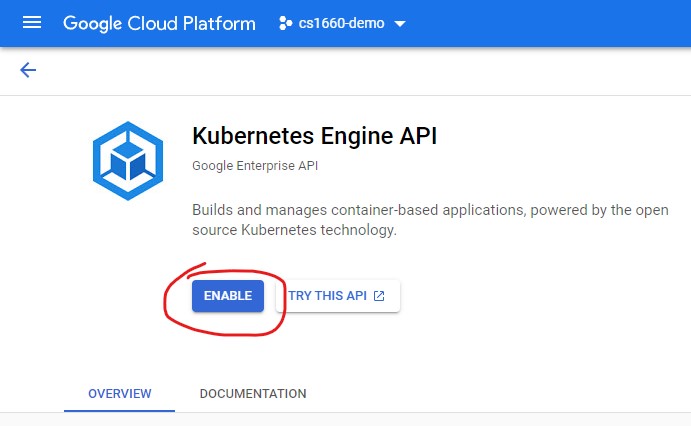 Google Cloud Platform cs1660-demo
Kubernetes Engine API
Google Enterprise API
Builds and manages container-based applications, powered by the open
source Kubernetes technology.
ENABLE TRY THIS API
OVERVIEW DOCUMENTATION